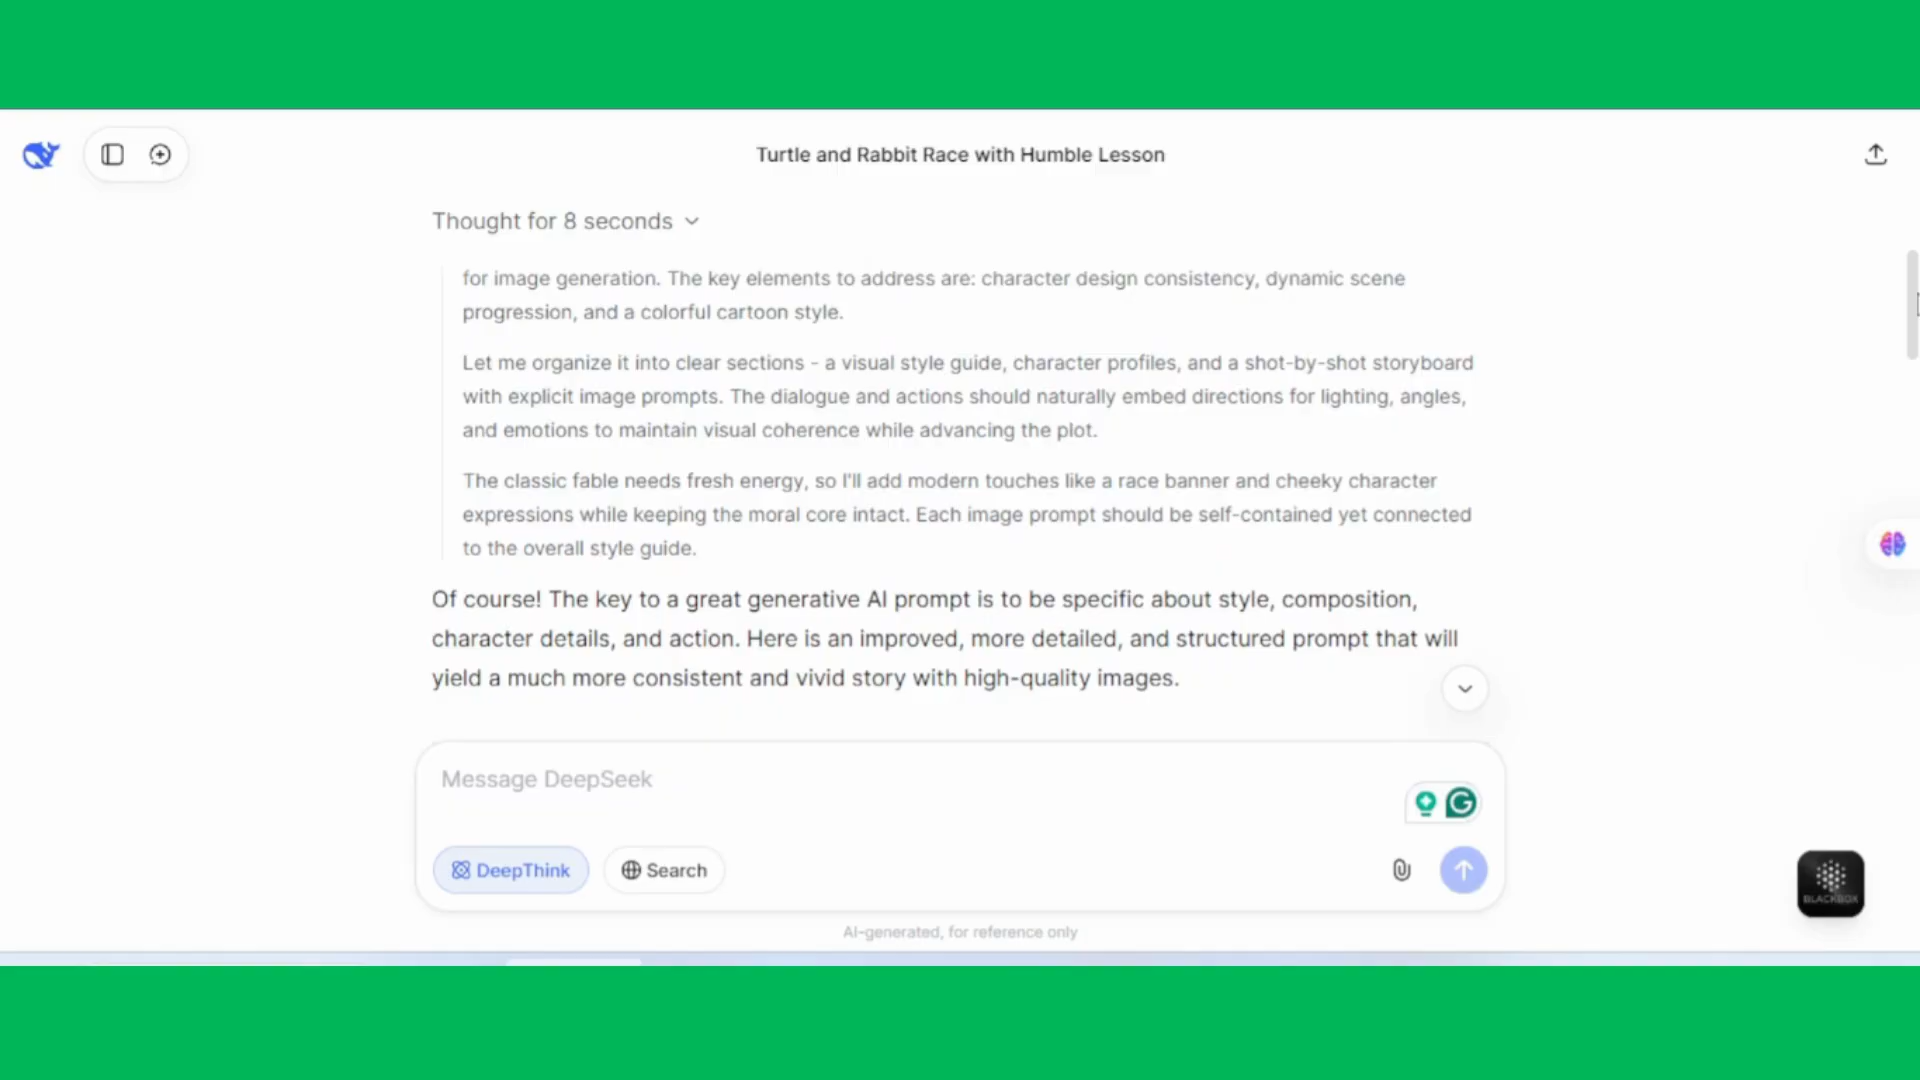 Turtle and Rabbit Race with Humble Lesson
Thought for 8 seconds
for image generation. The key elements to address are: character design consistency, dynamic scene
progression, and a colorful cartoon style.
Let me organize it into clear sections - a visual style guide, character profiles, and a shot-by-shot storyboard
with explicit image prompts. The dialogue and actions should naturally embed directions for lighting, angles,
and emotions to maintain visual coherence while advancing the plot.
The classic fable needs fresh energy, so I'll add modern touches like a race banner and cheeky character
expressions while keeping the moral core intact. Each image prompt should be self-contained yet connected
to the overall style guide.
Of course! The key to a great generative AI prompt is to be specific about style, composition,
character details, and action. Here is an improved, more detailed, and structured prompt that will
yield a much more consistent and vivid story with high-quality images.
Message DeepSeek
DeepThink
Search
BLACKBOX
AI-generated, for reference only